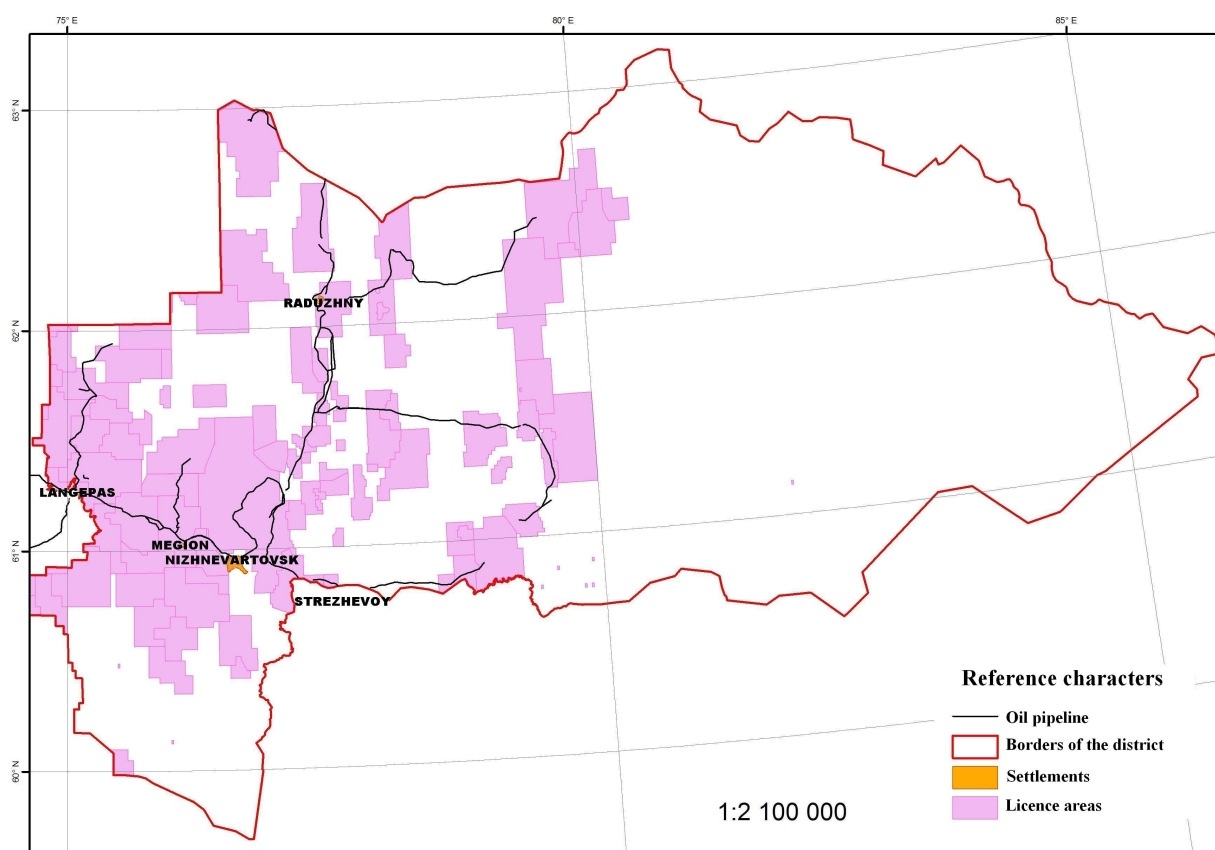 75° E
80° E
85° E
63° N
RADUZHNY
62° N
LANGEPAS
MEGION
61° N
NIZHNEVARTOVSK
STREZHEVOY
60° N
Reference characters
Oil pipeline
Borders of the district
Settlements
Licence areas
1:2 100 000